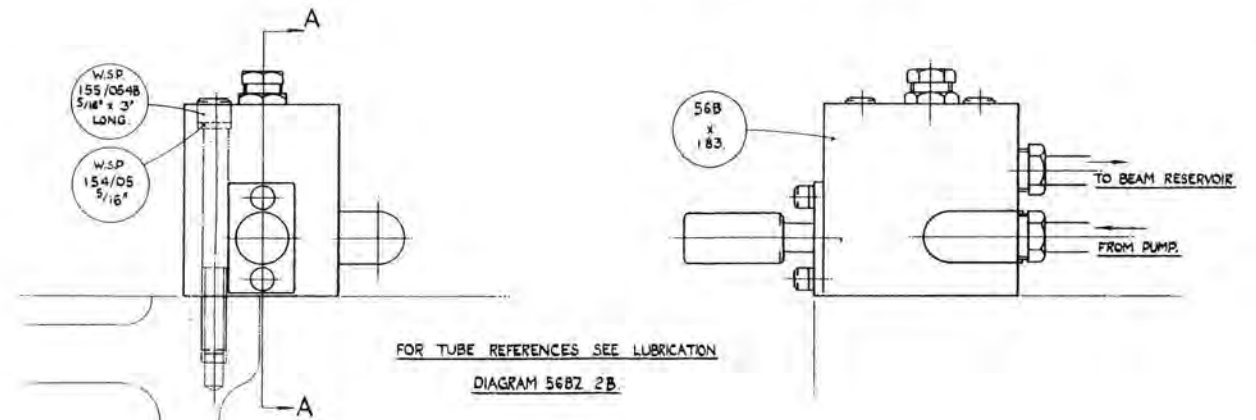 A
W.S.P.
155/064B
5/16" x 3"
LONG.
W.S.P
154/05
5/16"
56B
x
183.
TO BEAM RESERVOIR
FROM PUMP.
FOR TUBE REFERENCES SEE LUBRICATION
DIAGRAM 56BZ 2B.
A